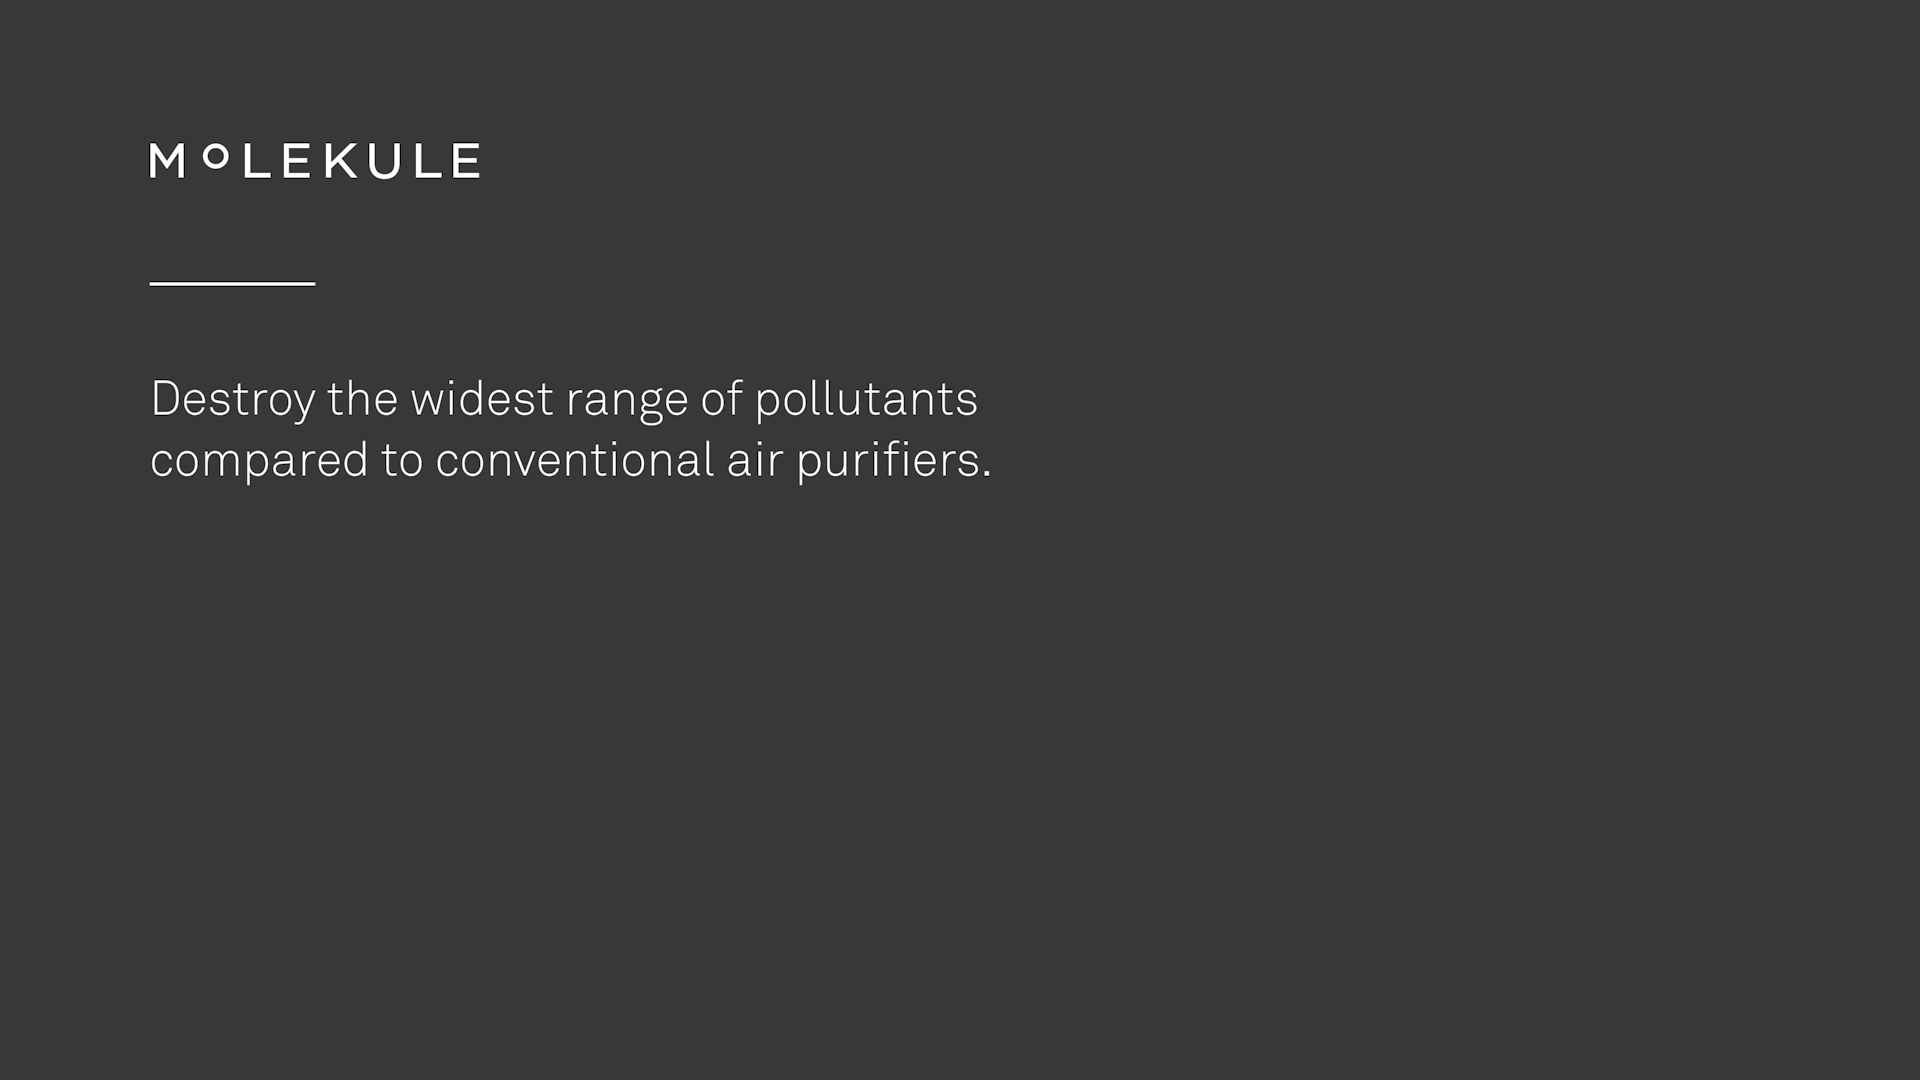 MOLEKULE
Destroy the widest range of pollutants
compared to conventional air purifiers.